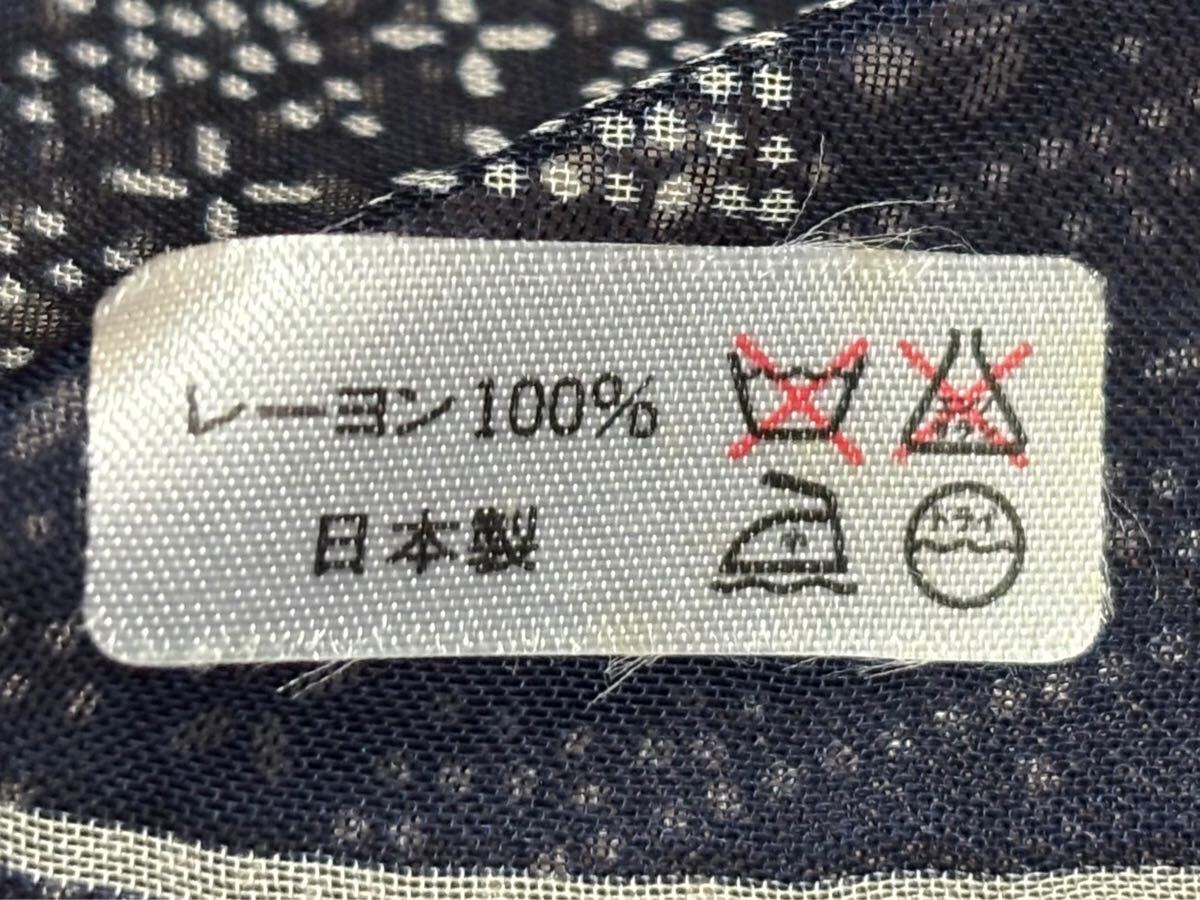 レーヨン100%
日本製
中
ドライ